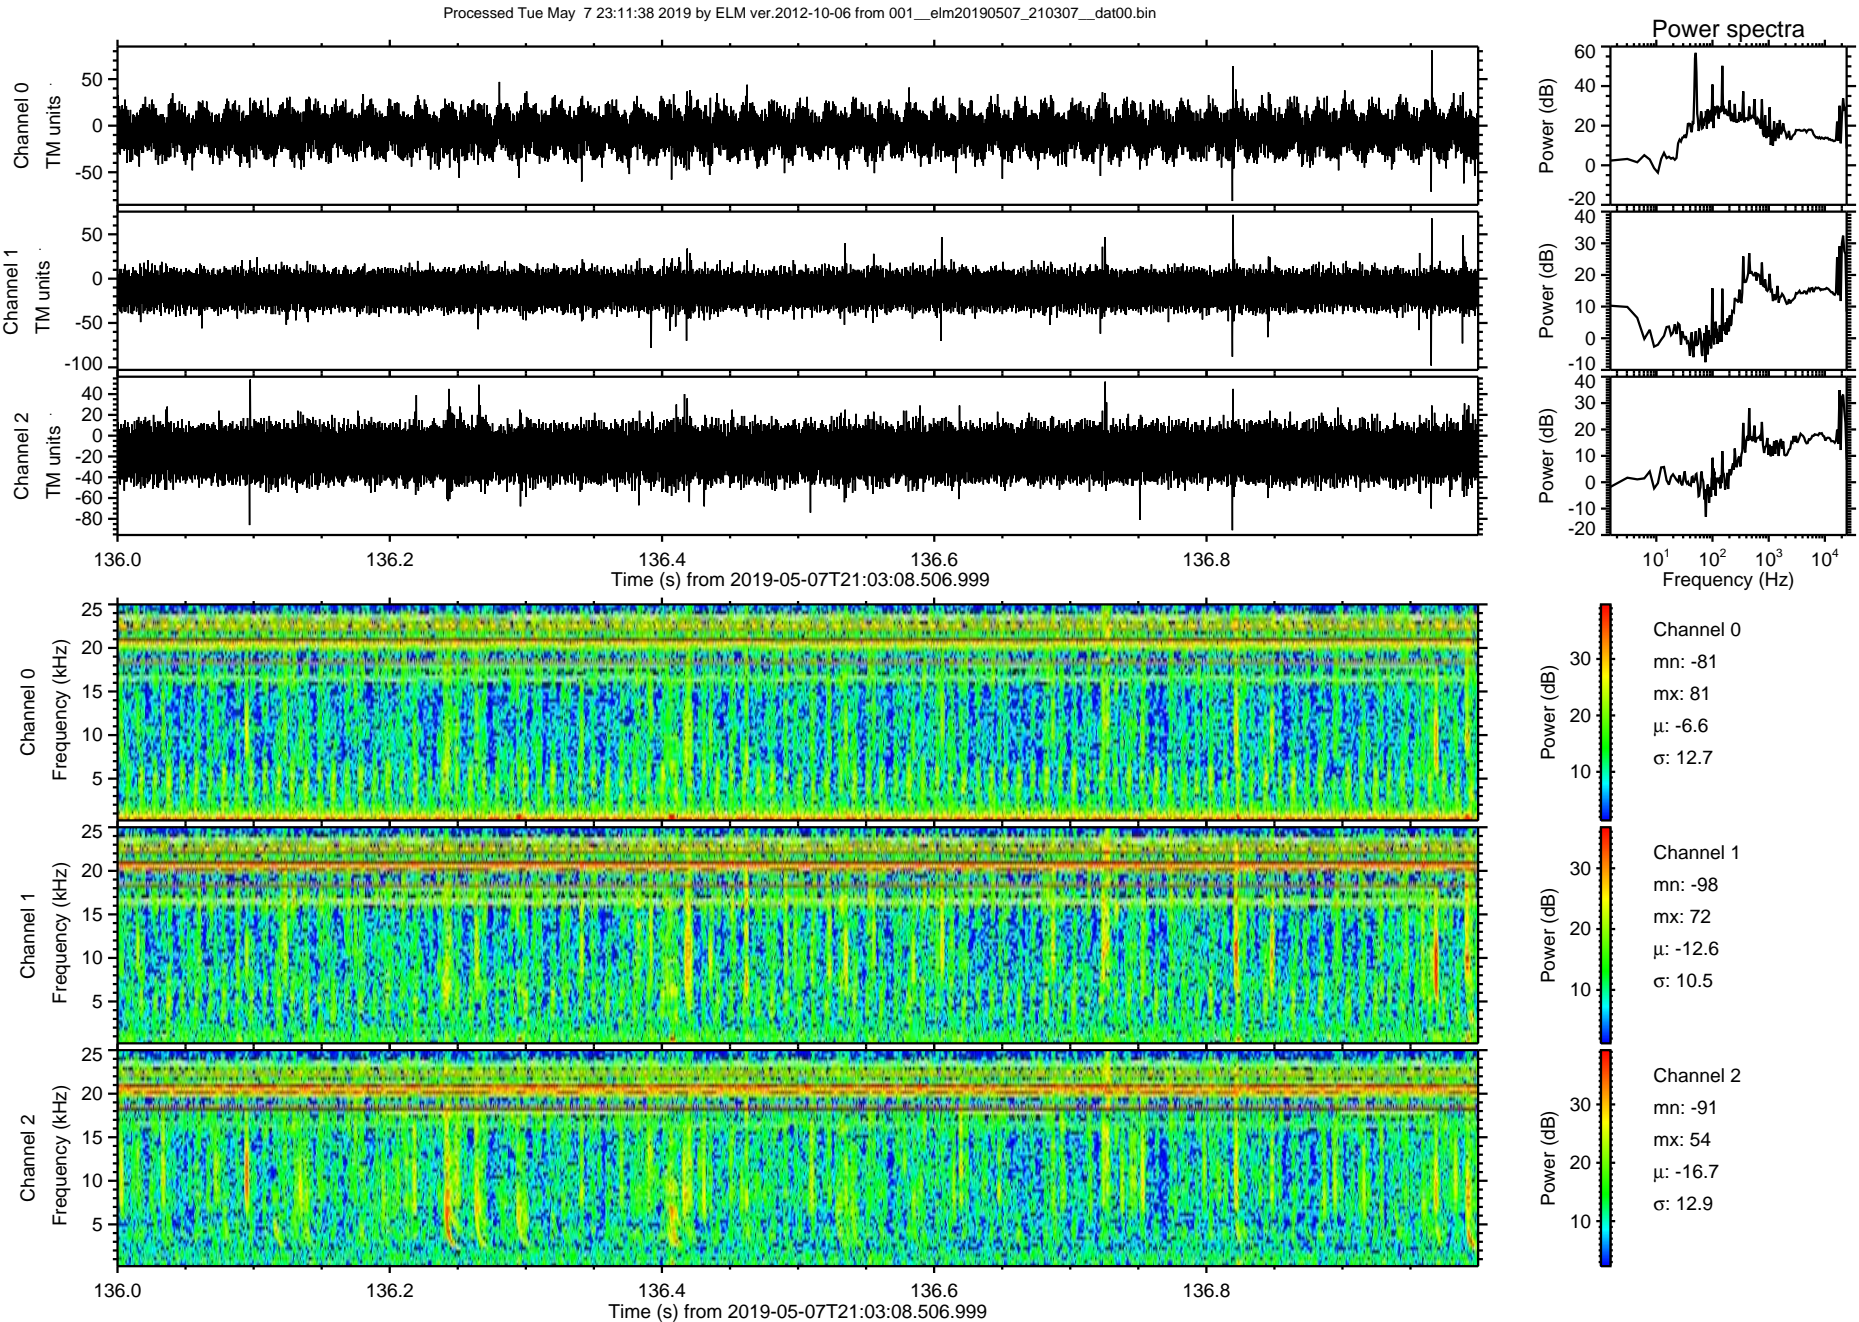 Processed Tue May 7 23:11:38 2019 by ELM ver.2012-10-06 from 001__elm20190507_210307__dat00.bin
Power spectra
Channel 0
TM units
50
0
-50
Power (dB)
60
40
20
0
-20
Channel 1
TM units
50
0
-50
-100
Power (dB)
40
30
20
10
0
-10
Channel 2
TM units
40
20
0
-20
-40
-60
-80
Power (dB)
40
30
20
10
0
-10
-20
136.0 136.2 136.4 136.6 136.8
Time (s) from 2019-05-07T21:03:08.506.999
10^1 10^2 10^3 10^4
Frequency (Hz)
Channel 0
Frequency (kHz)
25
20
15
10
5
Power (dB)
30
20
10
Channel 0
mn: -81
mx: 81
μ: -6.6
σ: 12.7
Channel 1
Frequency (kHz)
25
20
15
10
5
Power (dB)
30
20
10
Channel 1
mn: -98
mx: 72
μ: -12.6
σ: 10.5
Channel 2
Frequency (kHz)
25
20
15
10
5
Power (dB)
30
20
10
Channel 2
mn: -91
mx: 54
μ: -16.7
σ: 12.9
136.0 136.2 136.4 136.6 136.8
Time (s) from 2019-05-07T21:03:08.506.999